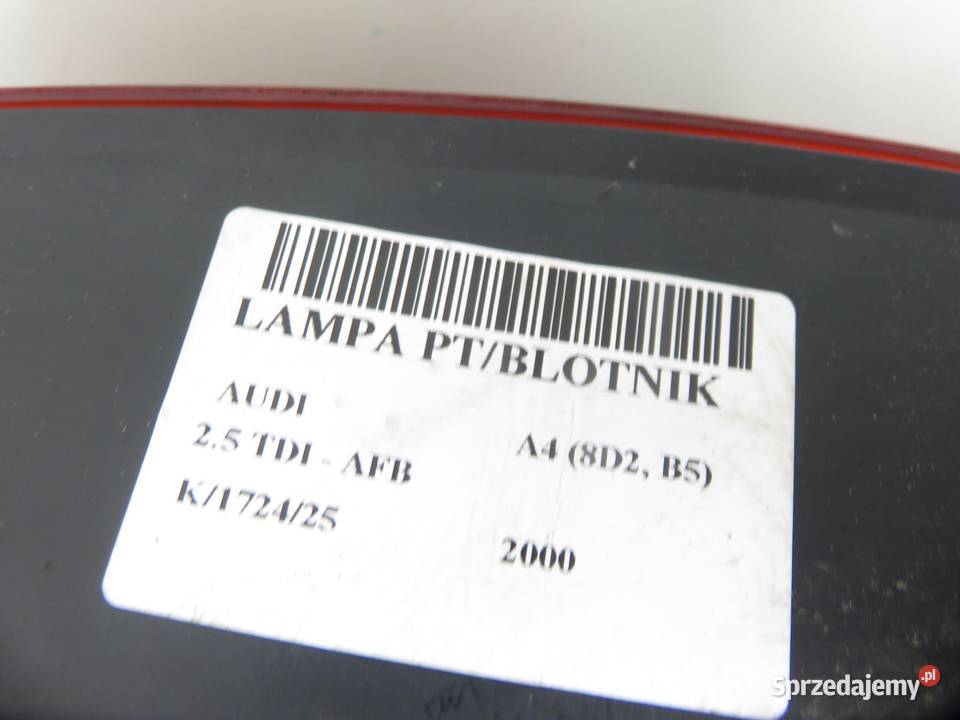 LAMPA PT/BLOTNIK
AUDI
A4 (8D2, B5)
2.5 TDI - AFB
K/1724/25
2000
Sprzedajemy.pl